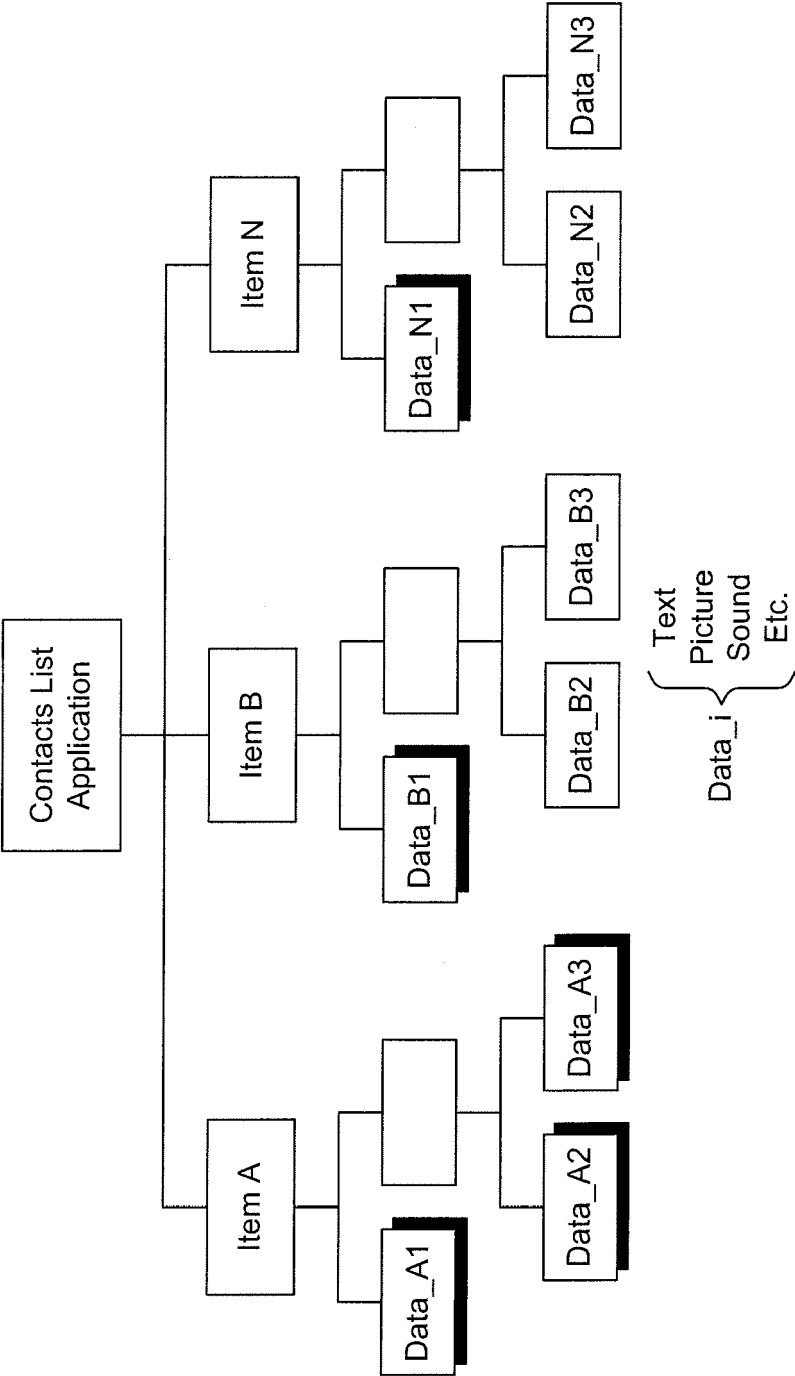 Contacts List
Application
Item A
Item B
Item N
Data_A1
Data_B1
Data_N1
Data_A2
Data_A3
Data_B2
Data_B3
Data_N2
Data_N3
Data_i
Text
Picture
Sound
Etc.